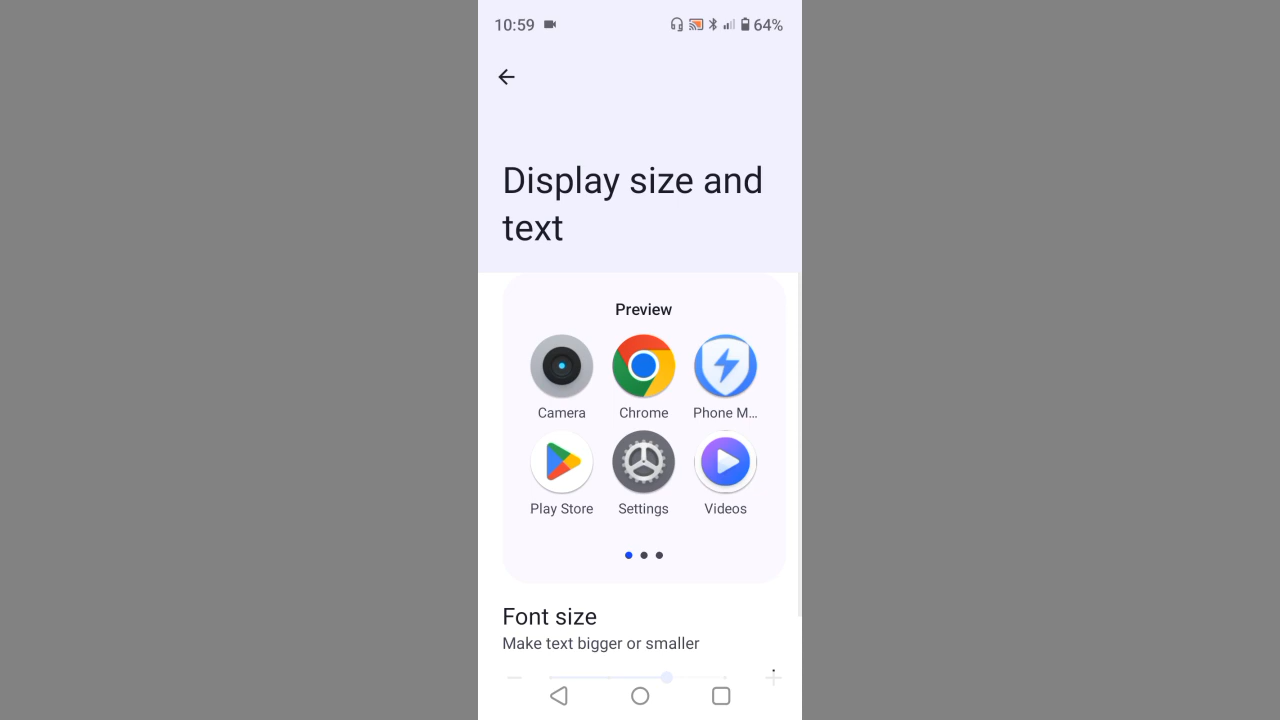 10:59 64%
Display size and
text
Preview
Camera Chrome Phone M...
Play Store Settings Videos
Font size
Make text bigger or smaller